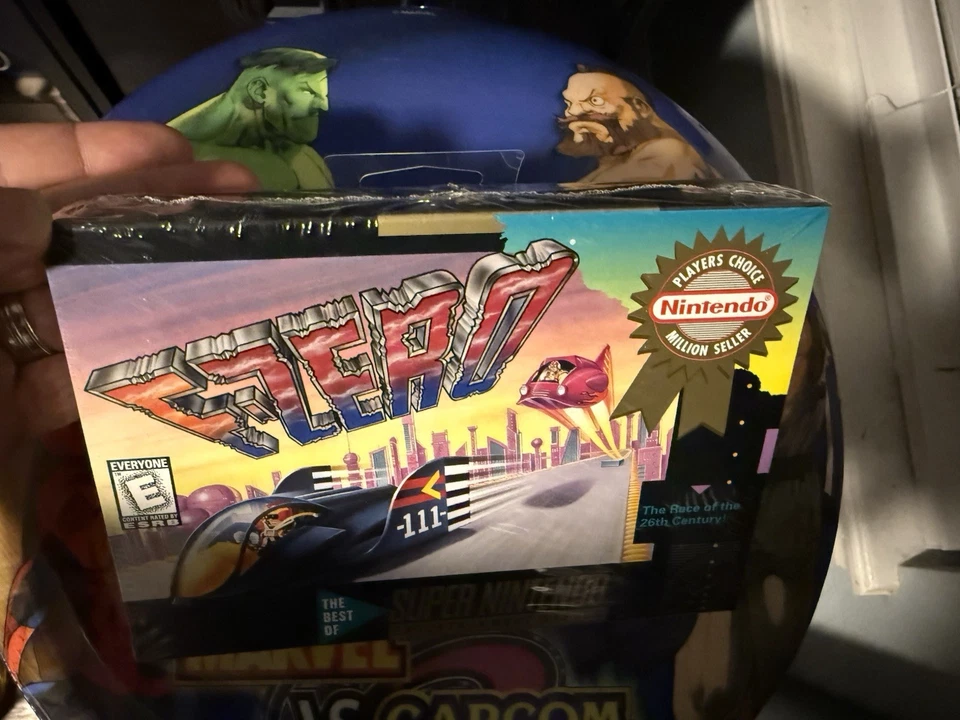 F-ZERO
PLAYERS CHOICE
Nintendo®
MILLION SELLER
EVERYONE
E
CONTENT RATED BY
ESRB
-111-
The Race of the
26th Century!
THE
BEST
OF
SUPER NINTENDO
MARVEL
VS. CAPCOM